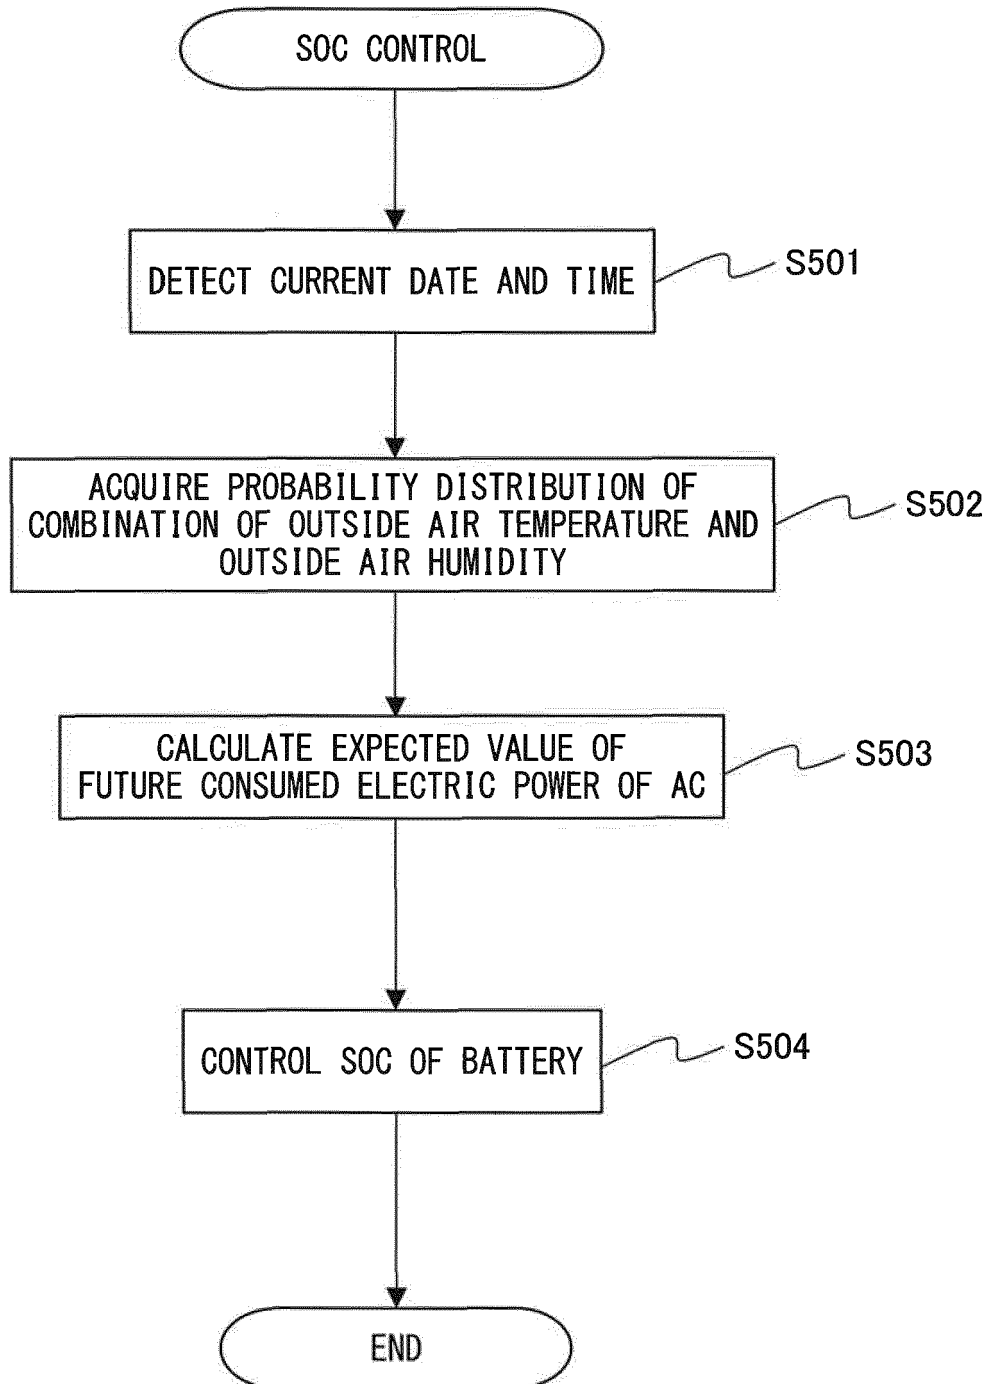 SOC CONTROL
DETECT CURRENT DATE AND TIME
S501
ACQUIRE PROBABILITY DISTRIBUTION OF
COMBINATION OF OUTSIDE AIR TEMPERATURE AND
OUTSIDE AIR HUMIDITY
S502
CALCULATE EXPECTED VALUE OF
FUTURE CONSUMED ELECTRIC POWER OF AC
S503
CONTROL SOC OF BATTERY
S504
END